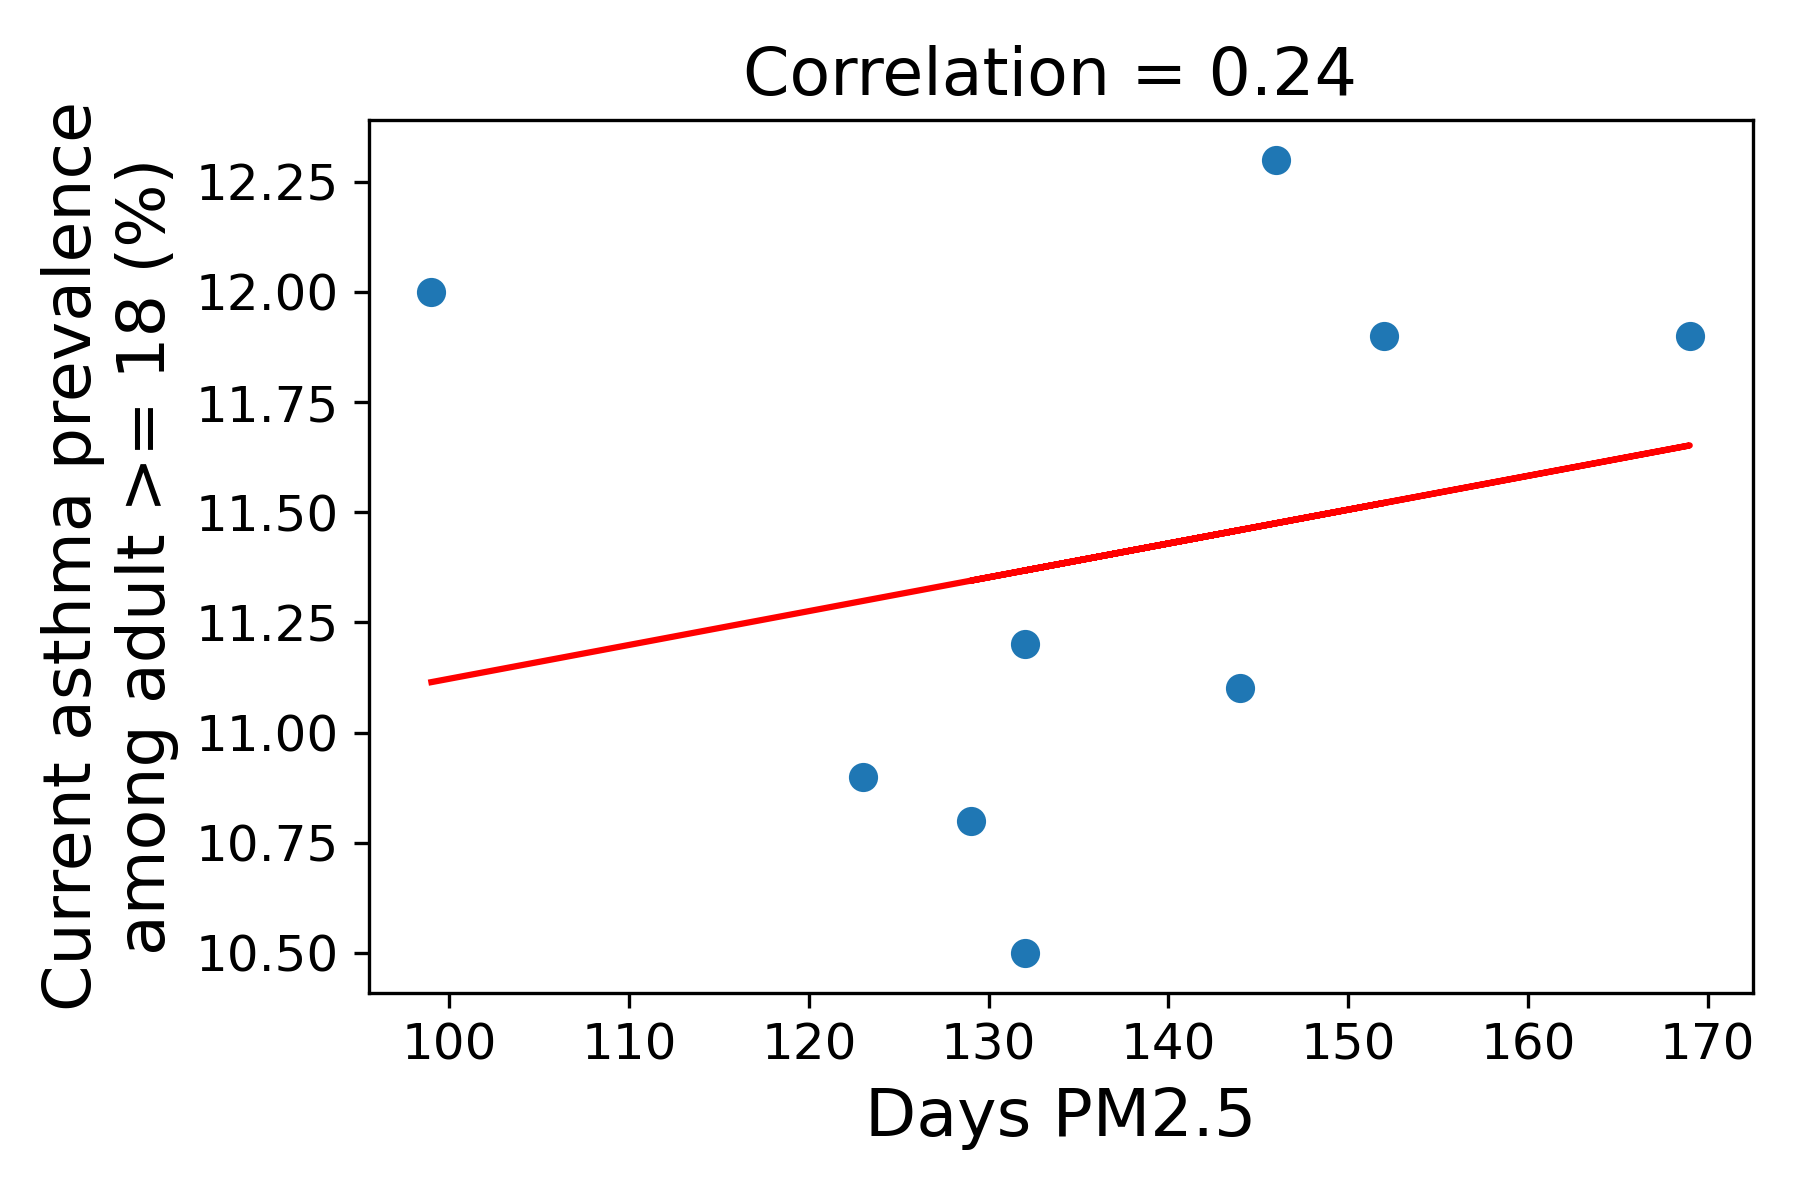 Correlation = 0.24
Current asthma prevalence
among adult >= 18 (%)
12.25
12.00
11.75
11.50
11.25
11.00
10.75
10.50
100 110 120 130 140 150 160 170
Days PM2.5